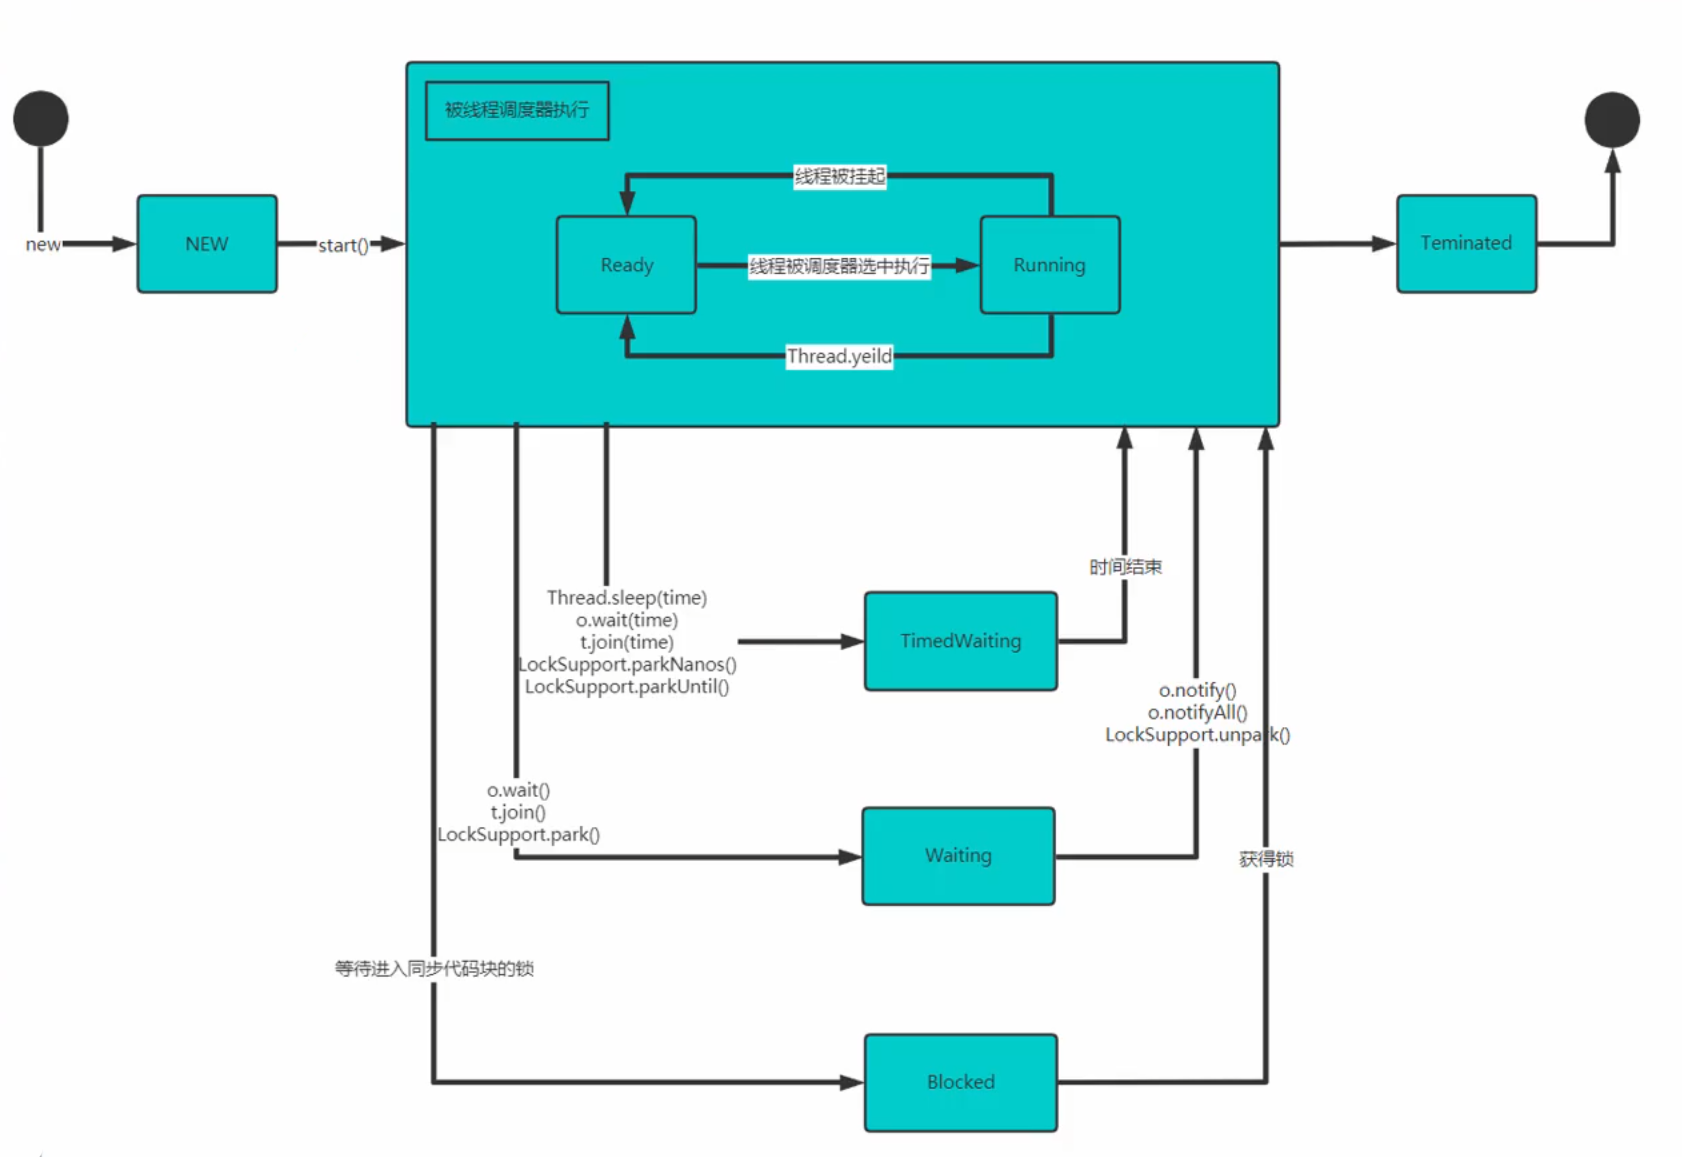 被线程调度器执行
线程被挂起
new
NEW
start()
Ready
线程被调度器选中执行
Running
Teminated
Thread.yeild
时间结束
Thread.sleep(time)
o.wait(time)
t.join(time)
LockSupport.parkNanos()
LockSupport.parkUntil()
TimedWaiting
o.notify()
o.notifyAll()
LockSupport.unpark()
o.wait()
t.join()
LockSupport.park()
Waiting
获得锁
等待进入同步代码块的锁
Blocked